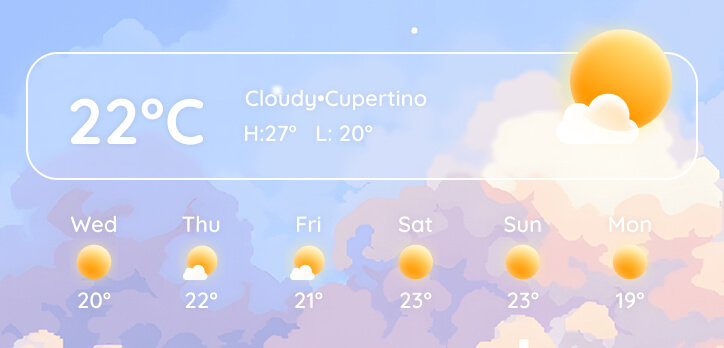 22°C
Cloudy•Cupertino
H:27° L: 20°
Wed Thu Fri Sat Sun Mon
20° 22° 21° 23° 23° 19°